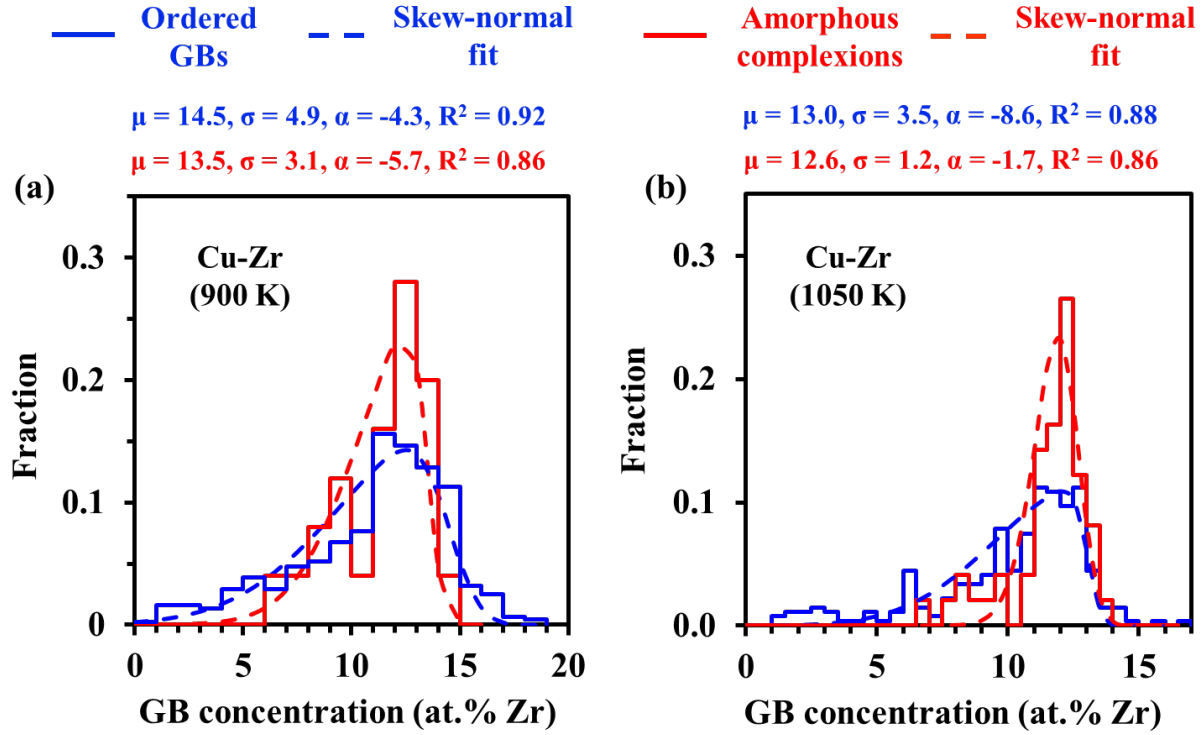 Ordered GBs
Skew-normal fit
Amorphous complexions
Skew-normal fit
μ = 14.5, σ = 4.9, α = -4.3, R² = 0.92
μ = 13.5, σ = 3.1, α = -5.7, R² = 0.86
μ = 13.0, σ = 3.5, α = -8.6, R² = 0.88
μ = 12.6, σ = 1.2, α = -1.7, R² = 0.86
(a)
Cu-Zr
(900 K)
Fraction
0.3
0.2
0.1
0
0 5 10 15 20
GB concentration (at.% Zr)
(b)
Cu-Zr
(1050 K)
Fraction
0.3
0.2
0.1
0.0
0 5 10 15
GB concentration (at.% Zr)